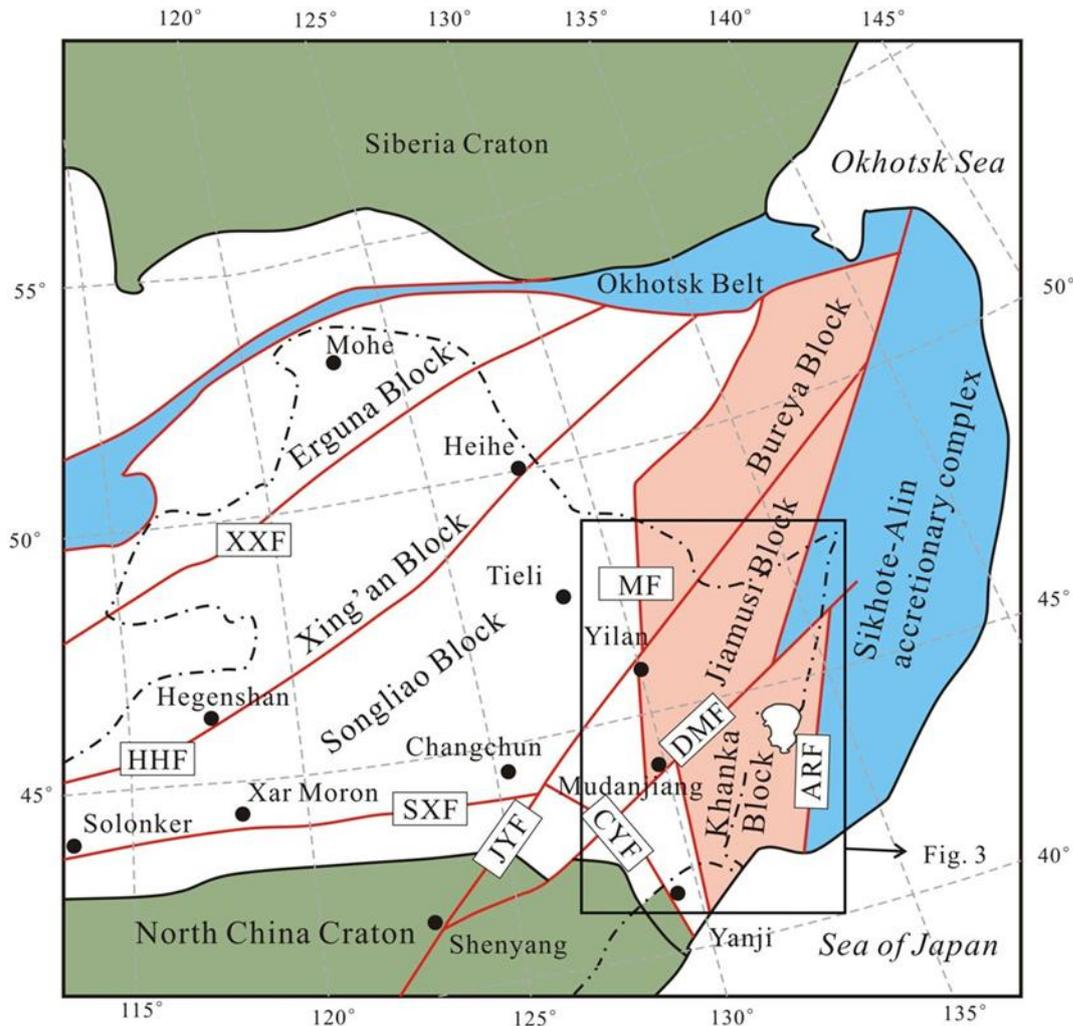 120°
125°
130°
135°
140°
145°
Siberia Craton
Okhotsk Sea
55°
Okhotsk Belt
50°
Mohe
Erguna Block
Bureya Block
Heihe
Sikhote-Alin
accretionary complex
50°
XXF
Xing'an Block
Tieli
MF
Jiamusi Block
45°
Yilan
Songliao Block
Hegenshan
DMF
Changchun
HHF
Mudanjiang
Khanka
Block
ARF
45°
Xar Moron
SXF
Solonker
JYF
CYF
Fig. 3
40°
North China Craton
Shenyang
Yanji
Sea of Japan
115°
120°
125°
130°
135°